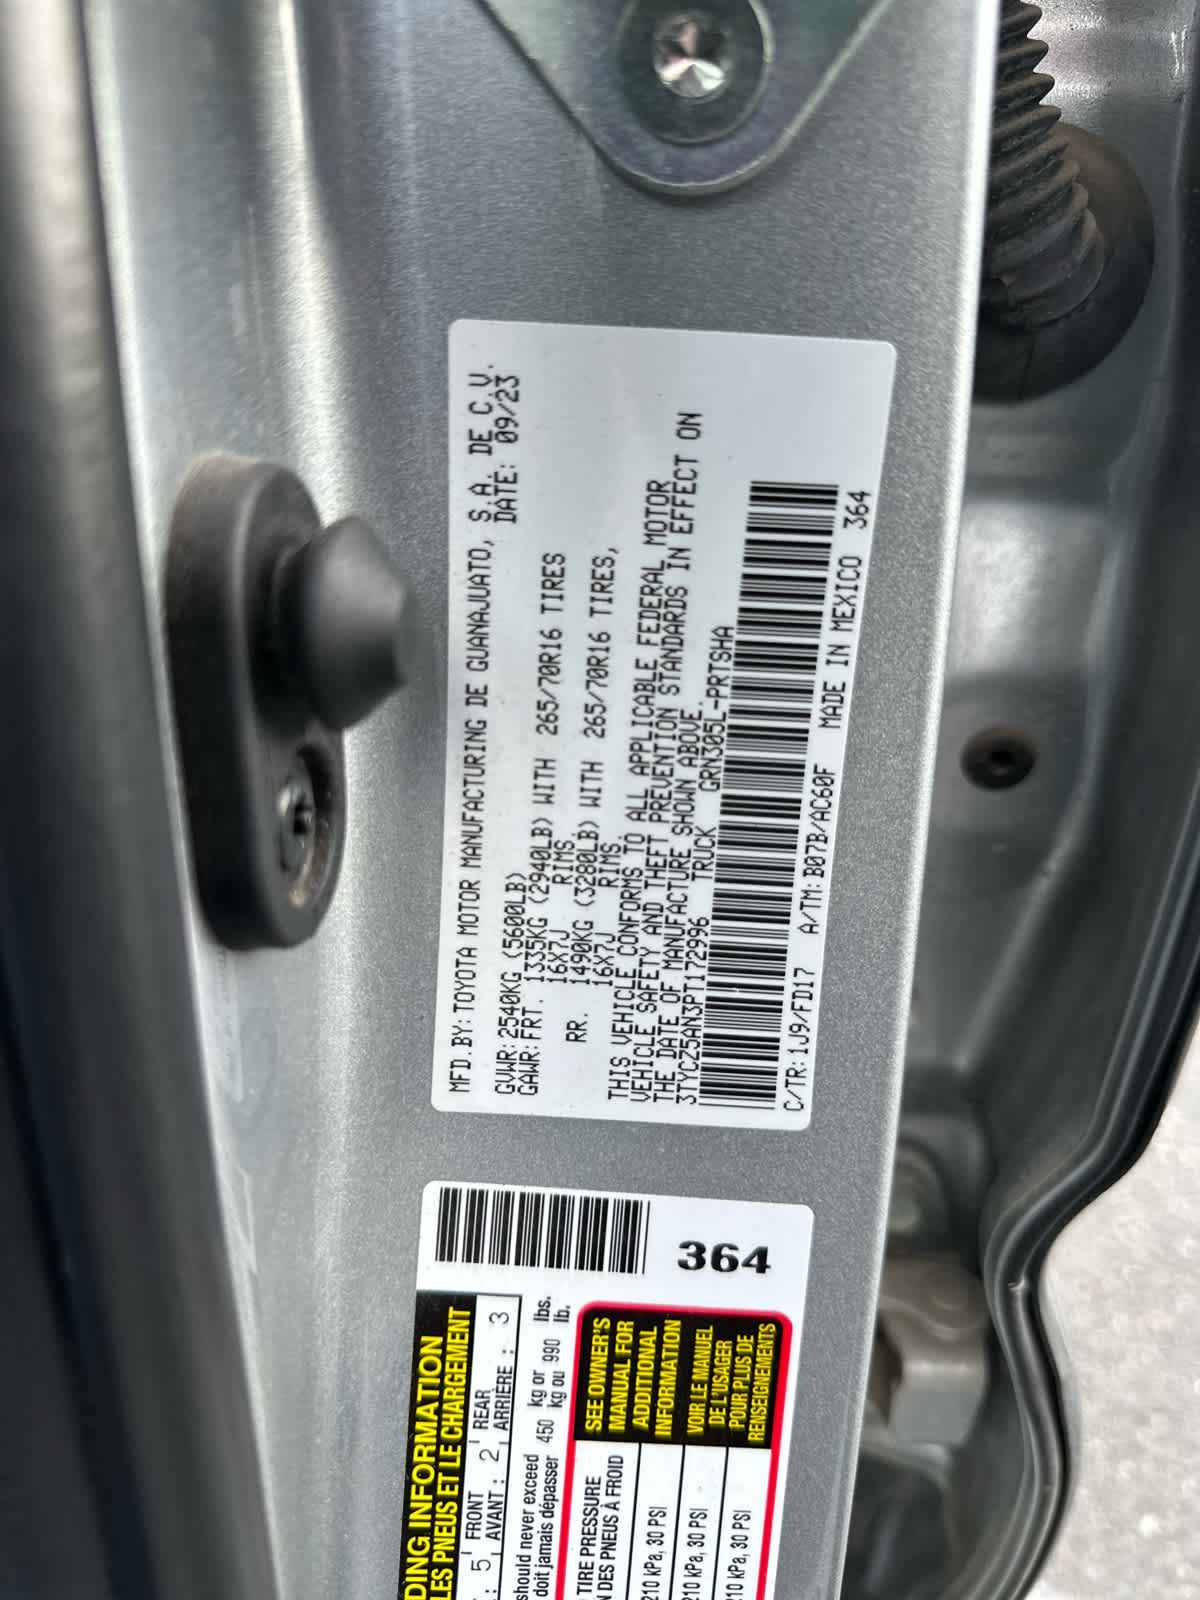 MFD.BY:TOYOTA MOTOR MANUFACTURING DE GUANAJUATO, S.A. DE C.V.
DATE: 09/23
GVWR:2540KG (5600LB)
GAWR:FRT. 1335KG (2940LB) WITH 265/70R16 TIRES
16X7J RIMS
RR. 1490KG (3280LB) WITH 265/70R16 TIRES,
16X7J RIMS.
THIS VEHICLE CONFORMS TO ALL APPLICABLE FEDERAL MOTOR
VEHICLE SAFETY AND THEFT PREVENTION STANDARDS IN EFFECT ON
THE DATE OF MANUFACTURE SHOWN ABOVE.
3TYCZ5AN3PT172996 TRUCK GRN305L-PRTSHA
C/TR:1J9/FD17 A/TM:B07B/AC60F MADE IN MEXICO 364
364
DING INFORMATION
LES PNEUS ET LE CHARGEMENT
: 5 FRONT : 2 REAR : 3
AVANT ARRIÈRE
should never exceed 450 kg or 990 lbs.
doit jamais dépasser kg ou lb.
TIRE PRESSURE
N DES PNEUS À FROID
210 kPa, 30 PSI
210 kPa, 30 PSI
210 kPa, 30 PSI
SEE OWNER'S
MANUAL FOR
ADDITIONAL
INFORMATION
VOIR LE MANUEL
DE L'USAGER
POUR PLUS DE
RENSEIGNEMENTS